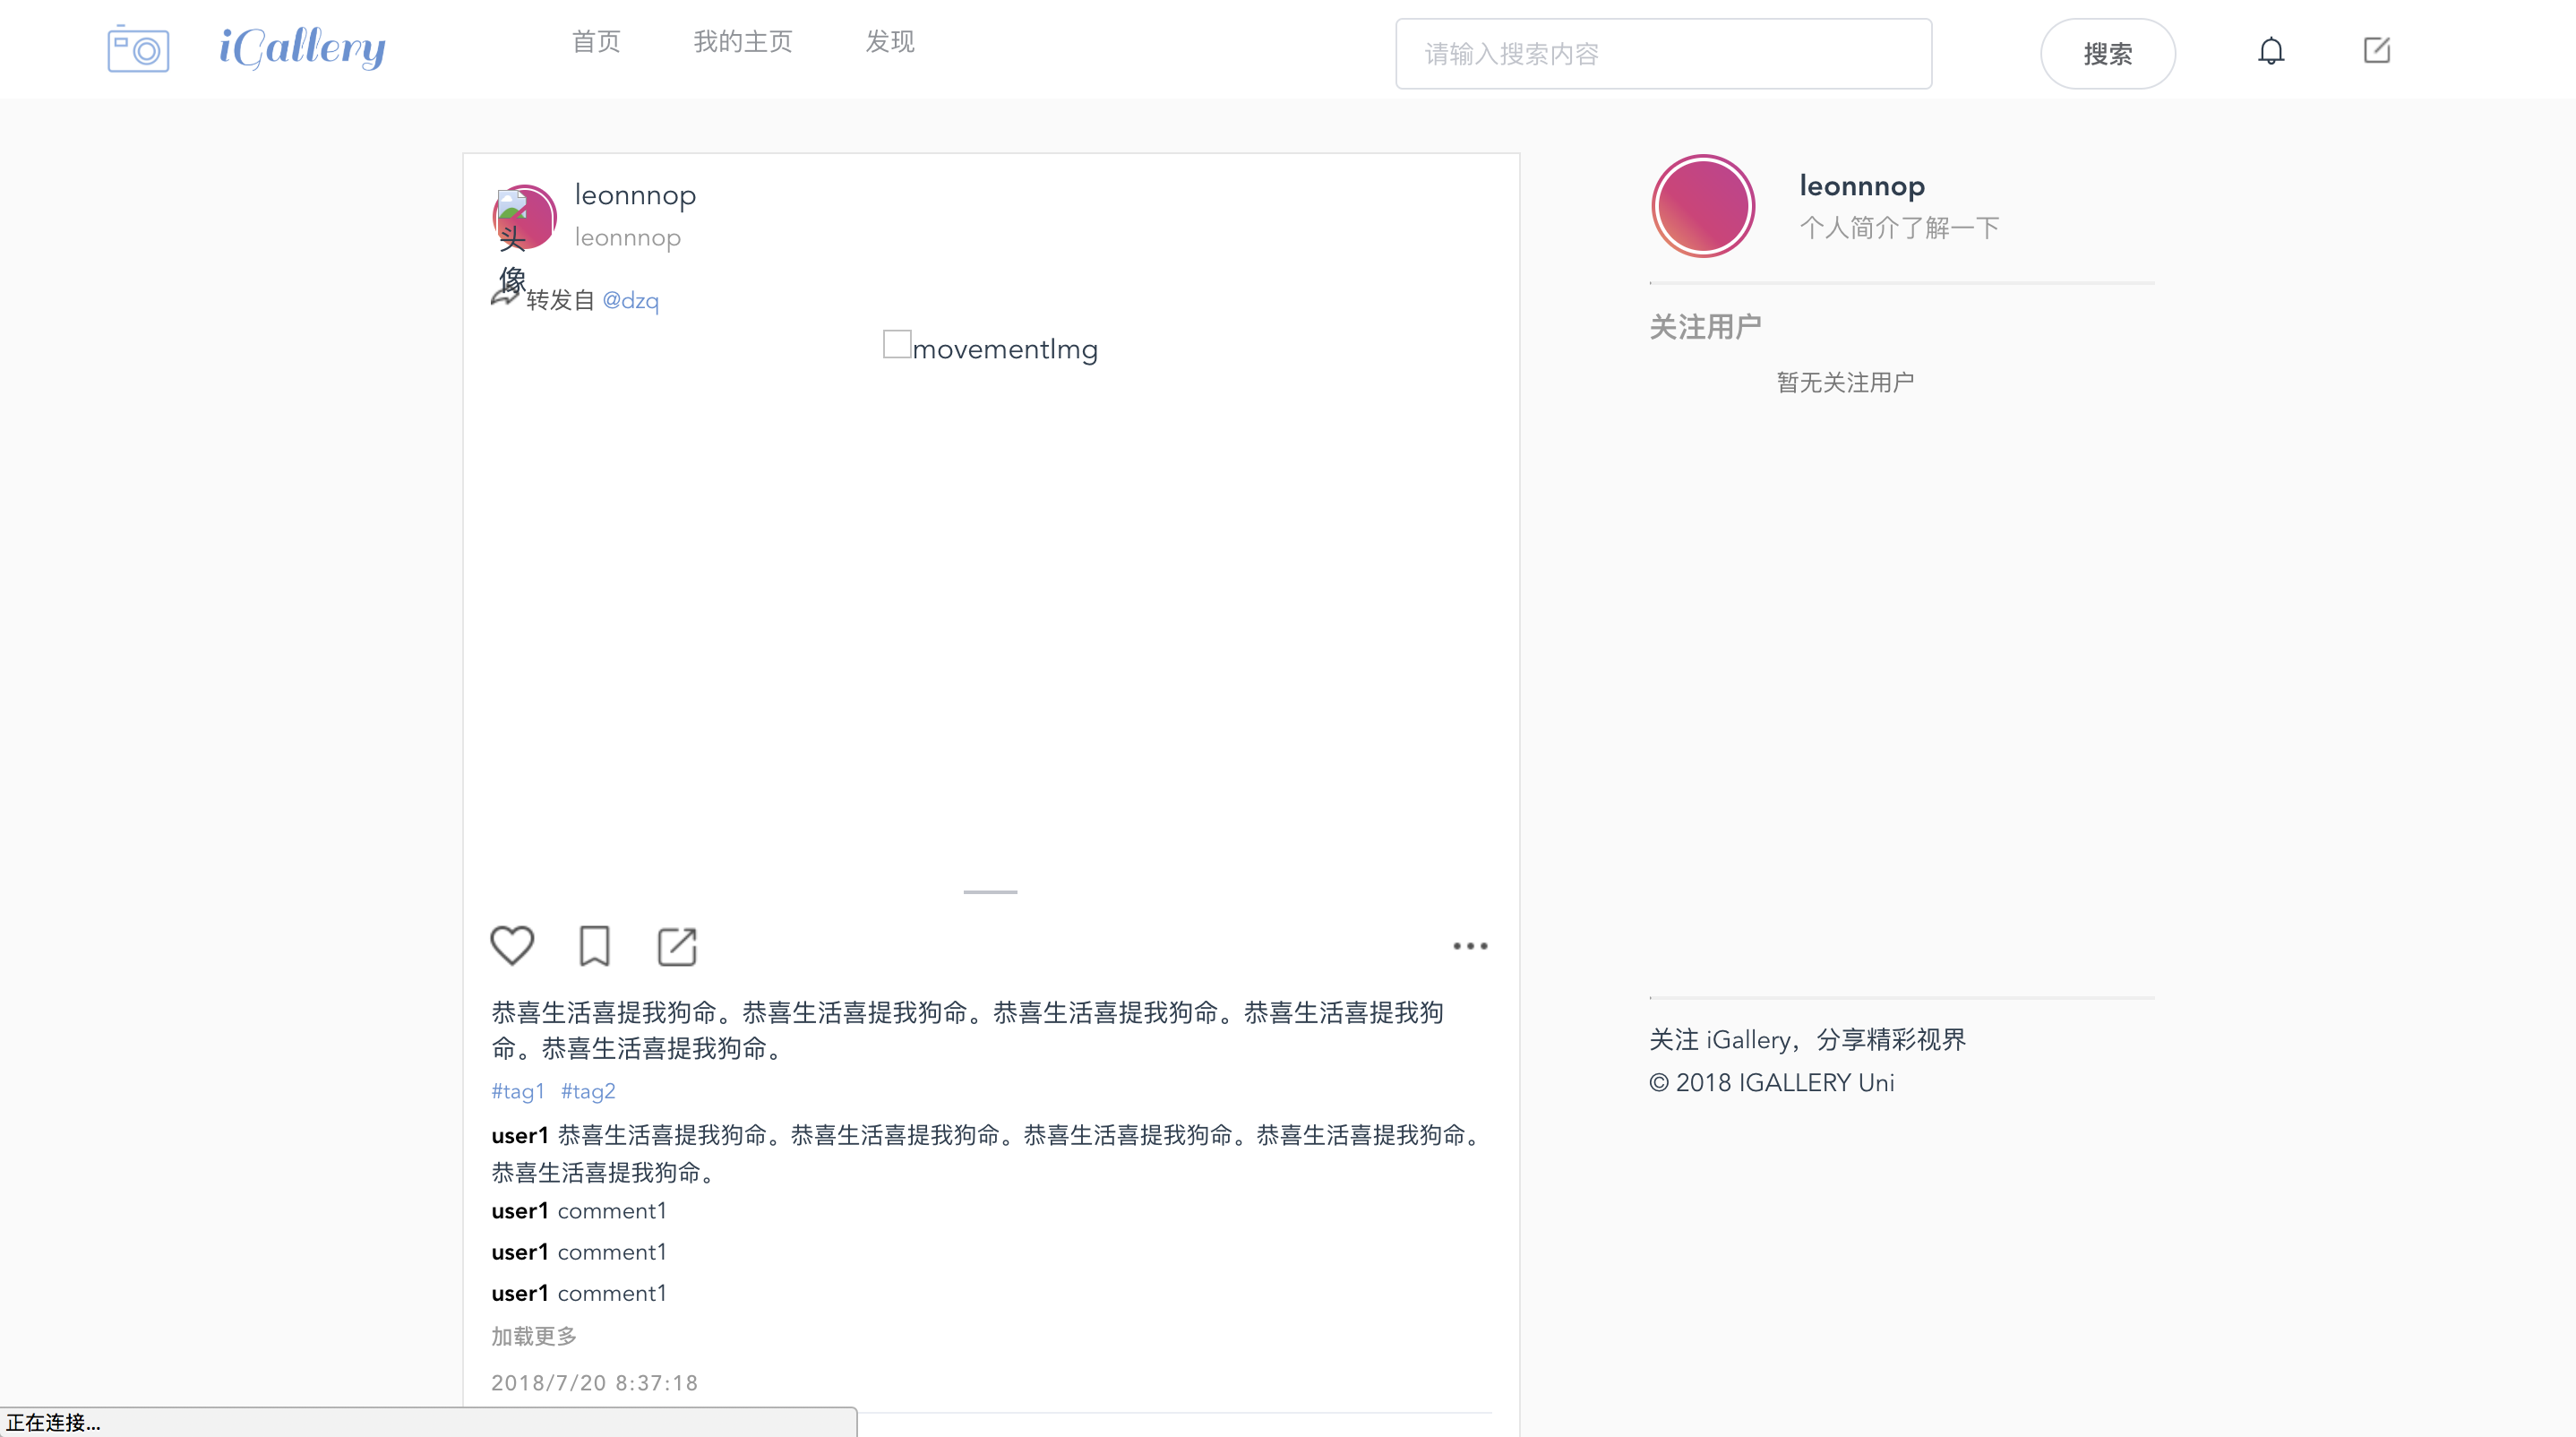 iGallery
首页 我的主页 发现
请输入搜索内容
搜索
leonnnop
leonnnop
头
像
转发自 @dzq
movementImg
恭喜生活喜提我狗命。恭喜生活喜提我狗命。恭喜生活喜提我狗命。恭喜生活喜提我狗
命。恭喜生活喜提我狗命。
#tag1 #tag2
user1 恭喜生活喜提我狗命。恭喜生活喜提我狗命。恭喜生活喜提我狗命。恭喜生活喜提我狗命。
恭喜生活喜提我狗命。
user1 comment1
user1 comment1
user1 comment1
加载更多
2018/7/20 8:37:18
leonnnop
个人简介了解一下
关注用户
暂无关注用户
关注 iGallery，分享精彩视界
© 2018 IGALLERY Uni
正在连接...